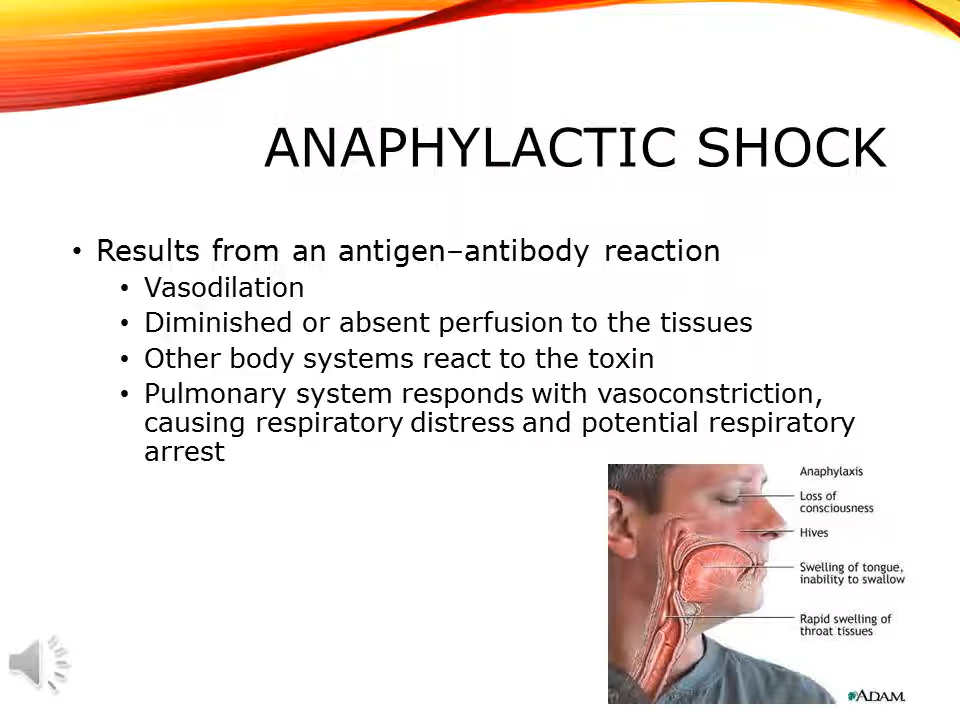 ANAPHYLACTIC SHOCK
• Results from an antigen–antibody reaction
• Vasodilation
• Diminished or absent perfusion to the tissues
• Other body systems react to the toxin
• Pulmonary system responds with vasoconstriction,
causing respiratory distress and potential respiratory
arrest
Anaphylaxis
Loss of
consciousness
Hives
Swelling of tongue,
inability to swallow
Rapid swelling of
throat tissues
ADAM.